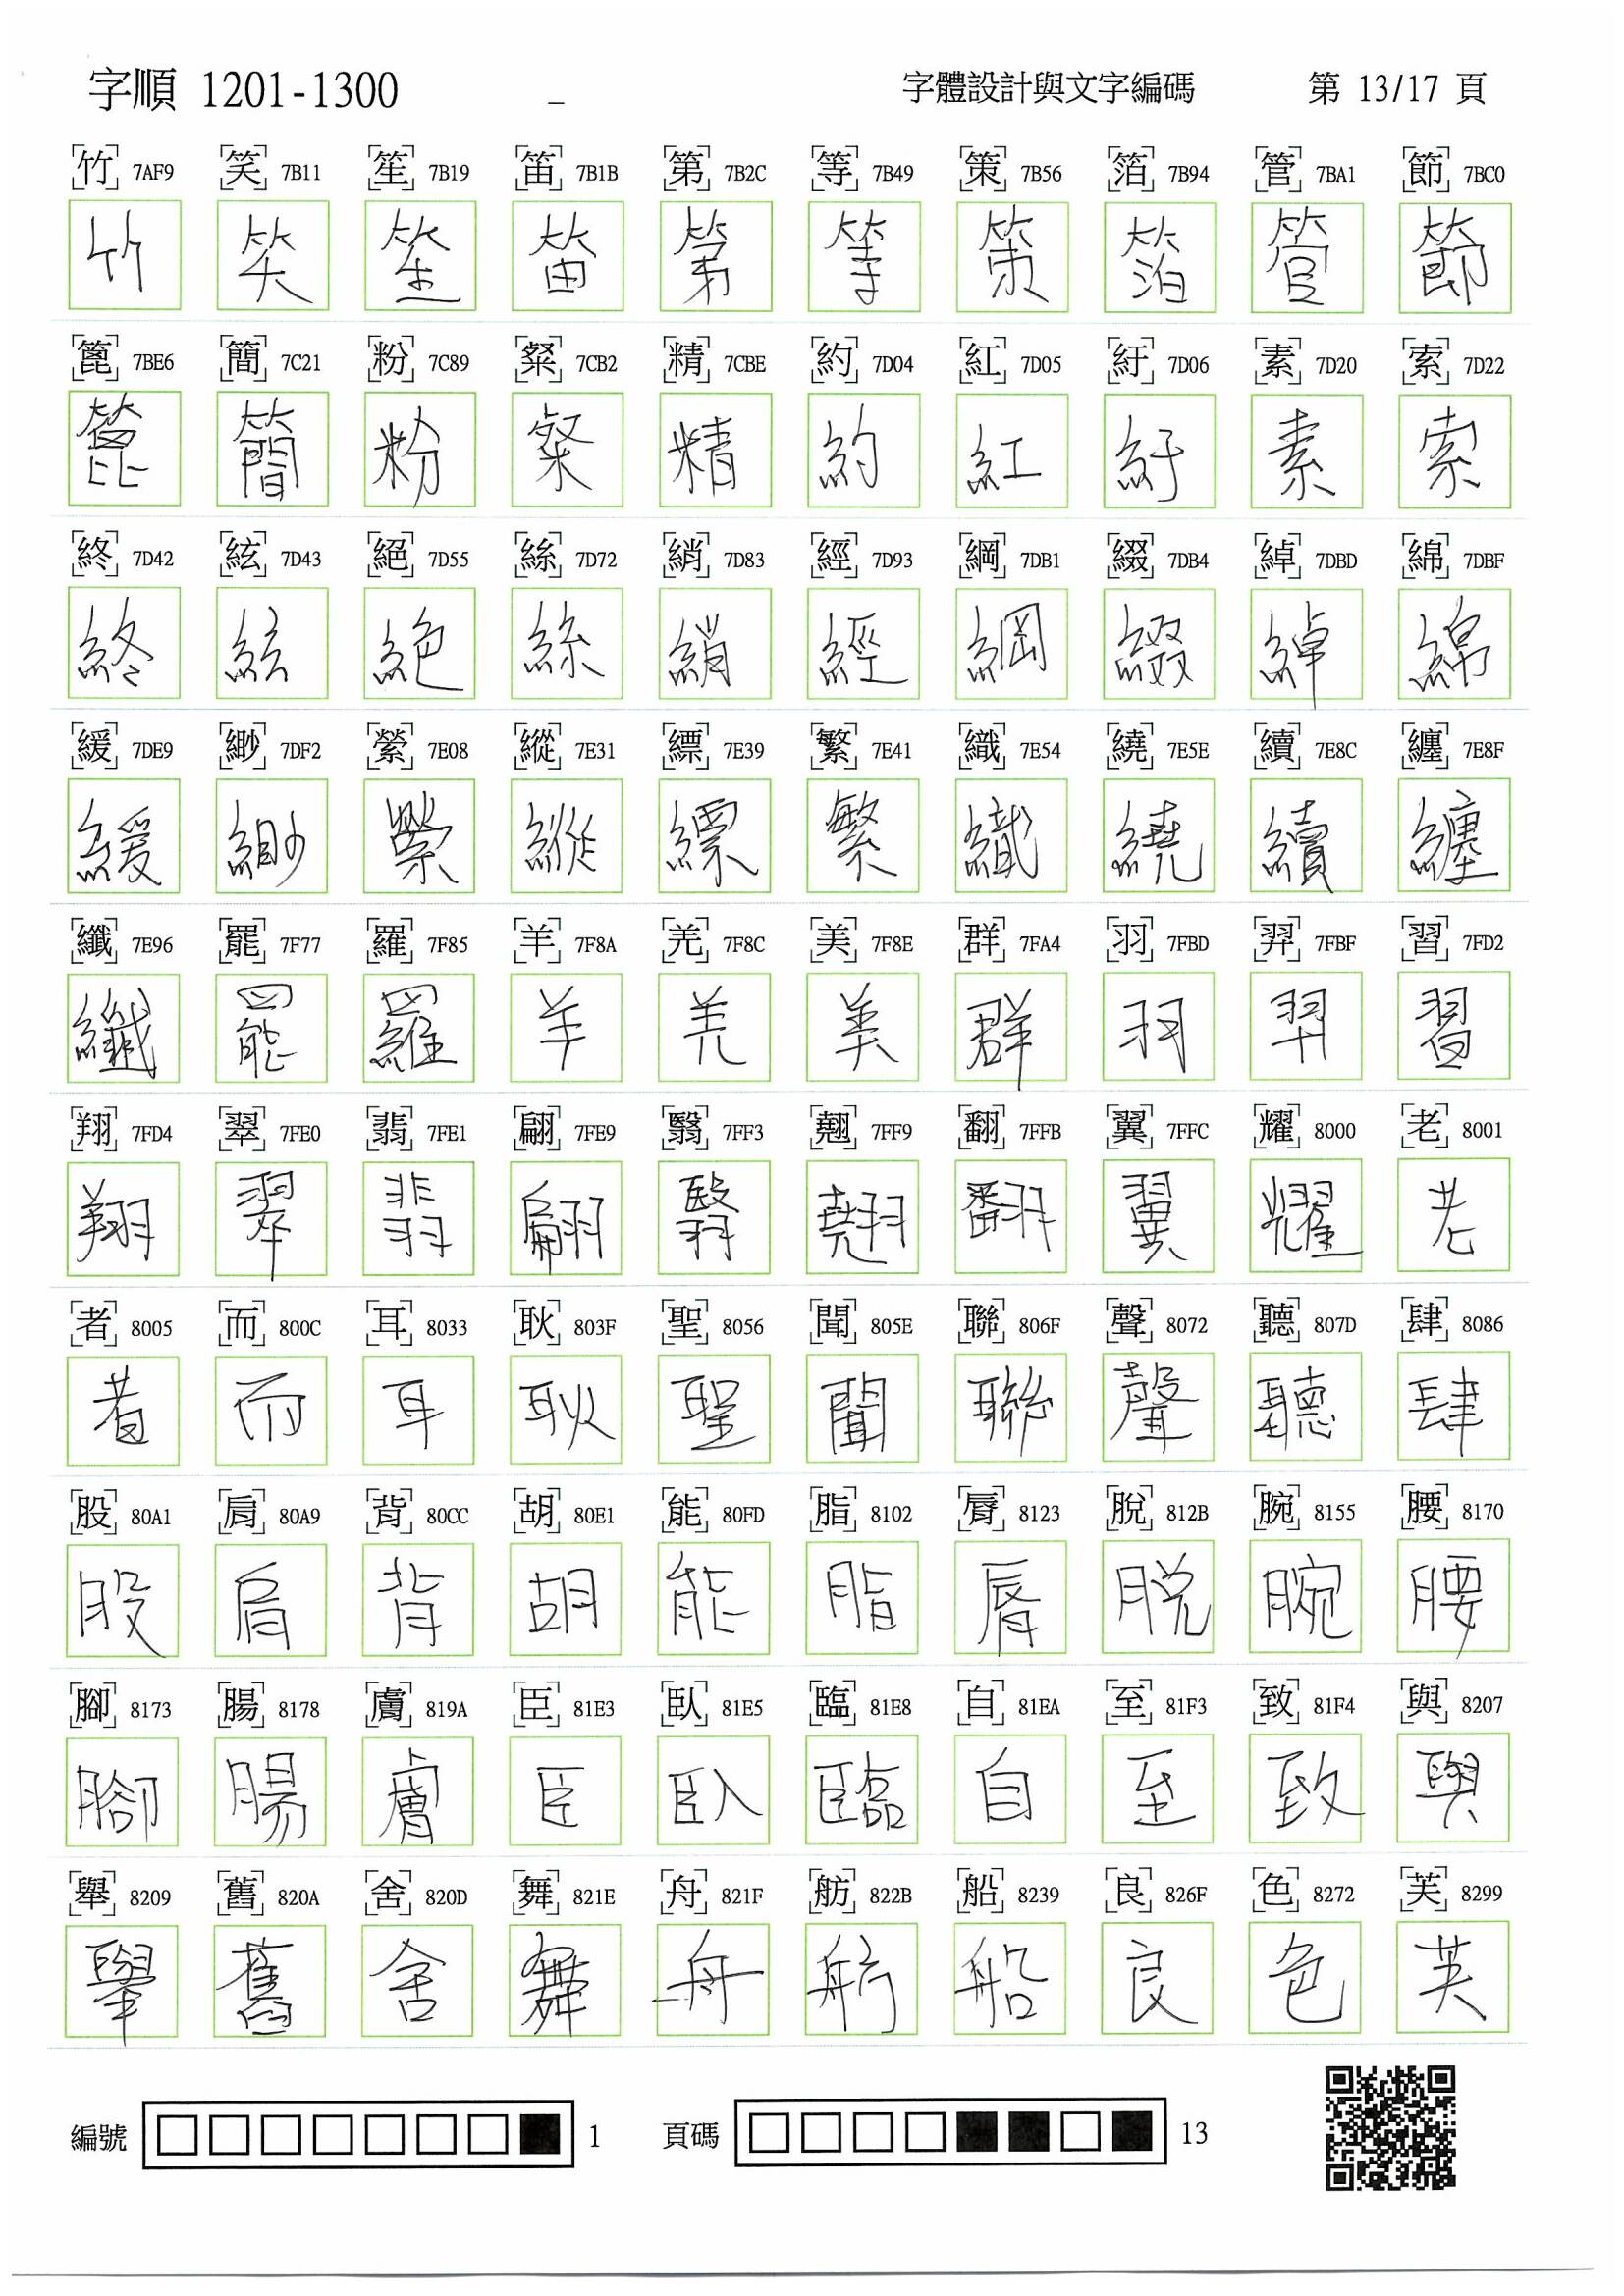 字順 1201-1300 _ 字體設計與文字編碼 第 13/17 頁
竹 7AF9 笑 7B11 笙 7B19 笛 7B1B 第 7B2C 等 7B49 策 7B56 箔 7B94 管 7BA1 節 7BC0
竹 笑 笙 笛 第 等 策 箔 管 節
篦 7BE6 簡 7C21 粉 7C89 粲 7CB2 精 7CBE 約 7D04 紅 7D05 紆 7D06 素 7D20 索 7D22
篦 簡 粉 粲 精 約 紅 紆 素 索
終 7D42 絃 7D43 絕 7D55 絲 7D72 綃 7D83 經 7D93 綱 7DB1 綴 7DB4 綽 7DBD 綿 7DBF
終 絃 絕 絲 綃 經 綱 綴 綽 綿
緩 7DE9 緲 7DF2 縈 7E08 縱 7E31 縹 7E39 繁 7E41 織 7E54 繞 7E5E 續 7E8C 纏 7E8F
緩 緲 縈 縱 縹 繁 織 繞 續 纏
纖 7E96 罷 7F77 羅 7F85 羊 7F8A 羌 7F8C 美 7F8E 群 7FA4 羽 7FBD 羿 7FBF 習 7FD2
纖 罷 羅 羊 羌 美 群 羽 羿 習
翔 7FD4 翠 7FE0 翡 7FE1 翩 7FE9 翳 7FF3 翹 7FF9 翻 7FFB 翼 7FFC 耀 8000 老 8001
翔 翠 翡 翩 翳 翹 翻 翼 耀 老
者 8005 而 800C 耳 8033 耿 803F 聖 8056 聞 805E 聯 806F 聲 8072 聽 807D 肆 8086
者 而 耳 耿 聖 聞 聯 聲 聽 肆
股 80A1 肩 80A9 背 80CC 胡 80E1 能 80FD 脂 8102 脣 8123 脫 812B 腕 8155 腰 8170
股 肩 背 胡 能 脂 脣 脫 腕 腰
腳 8173 腸 8178 膚 819A 臣 81E3 臥 81E5 臨 81E8 自 81EA 至 81F3 致 81F4 與 8207
腳 腸 膚 臣 臥 臨 自 至 致 與
舉 8209 舊 820A 舍 820D 舞 821E 舟 821F 舫 822B 船 8239 良 826F 色 8272 芙 8299
舉 舊 舍 舞 舟 舫 船 良 色 芙
編號 1 頁碼 13